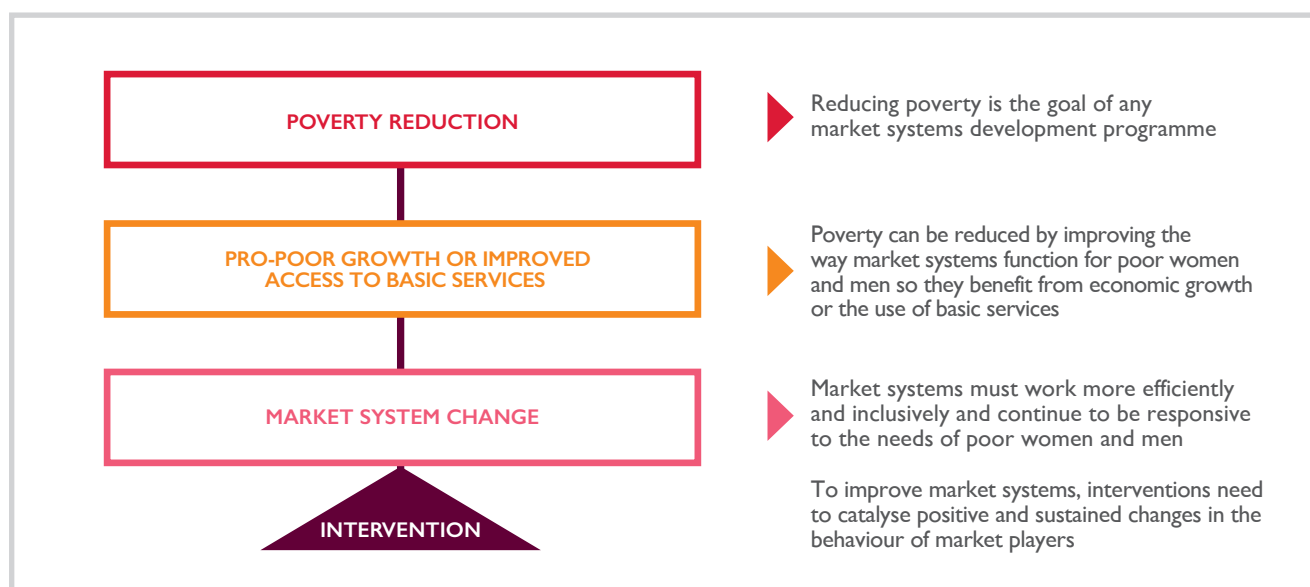 POVERTY REDUCTION
Reducing poverty is the goal of any
market systems development programme
PRO-POOR GROWTH OR IMPROVED
ACCESS TO BASIC SERVICES
Poverty can be reduced by improving the
way market systems function for poor women
and men so they benefit from economic growth
or the use of basic services
MARKET SYSTEM CHANGE
Market systems must work more efficiently
and inclusively and continue to be responsive
to the needs of poor women and men
INTERVENTION
To improve market systems, interventions need
to catalyse positive and sustained changes in the
behaviour of market players